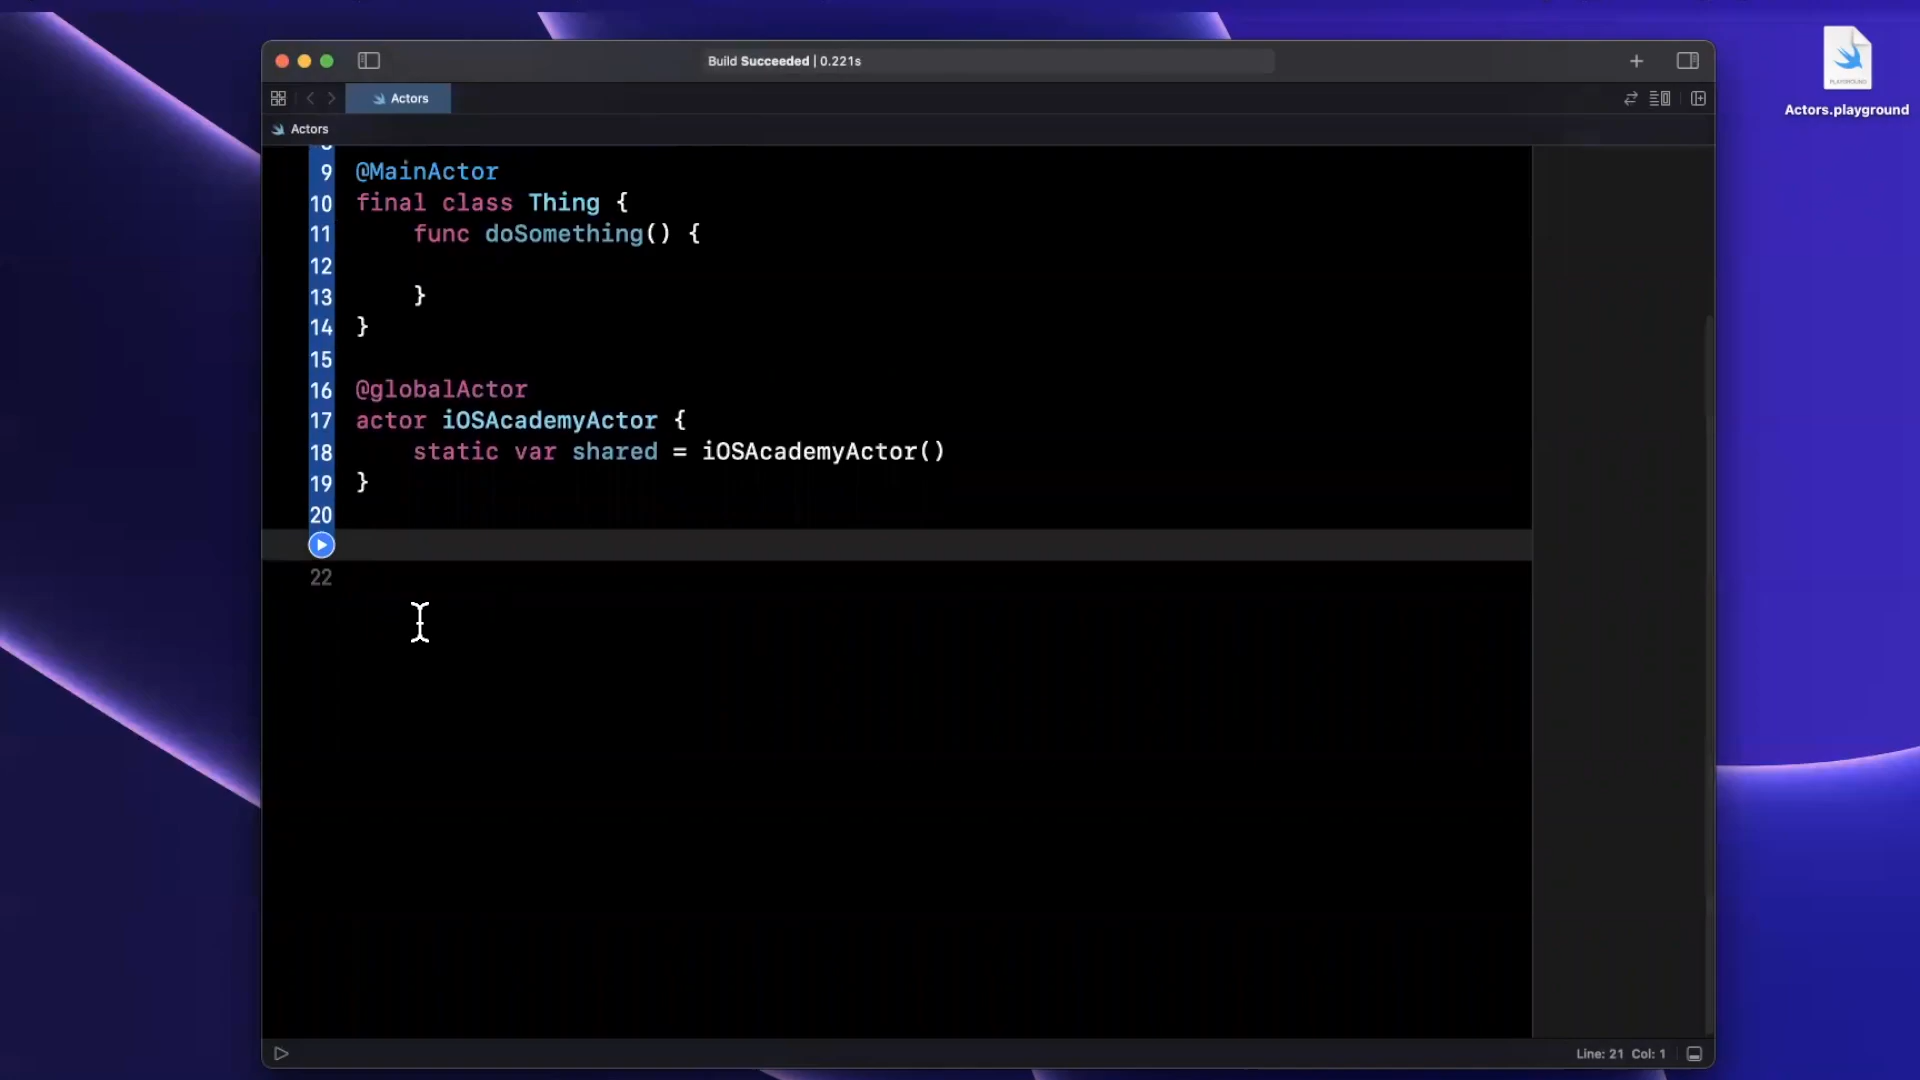 Build Succeeded | 0.221s
Actors
Actors
9 @MainActor
10 final class Thing {
11 func doSomething() {
12
13 }
14 }
15
16 @globalActor
17 actor iOSAcademyActor {
18 static var shared = iOSAcademyActor()
19 }
20
22
Line: 21 Col: 1
PLAYGROUND
Actors.playground